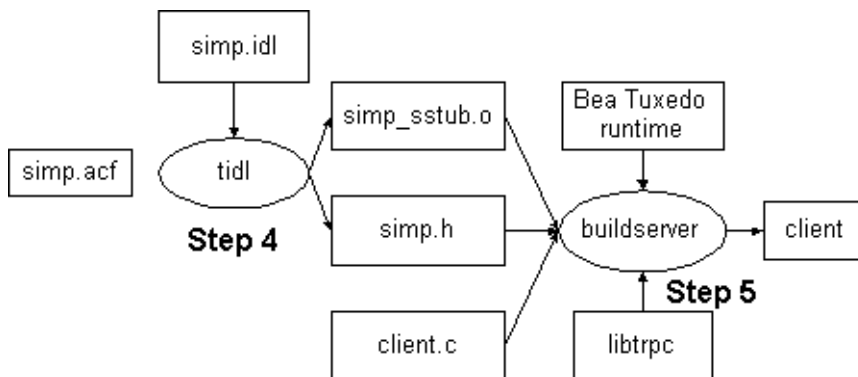 simp.idl
simp_sstub.o
Bea Tuxedo
runtime
simp.acf
tidl
simp.h
buildserver
client
Step 4
Step 5
client.c
libtrpc